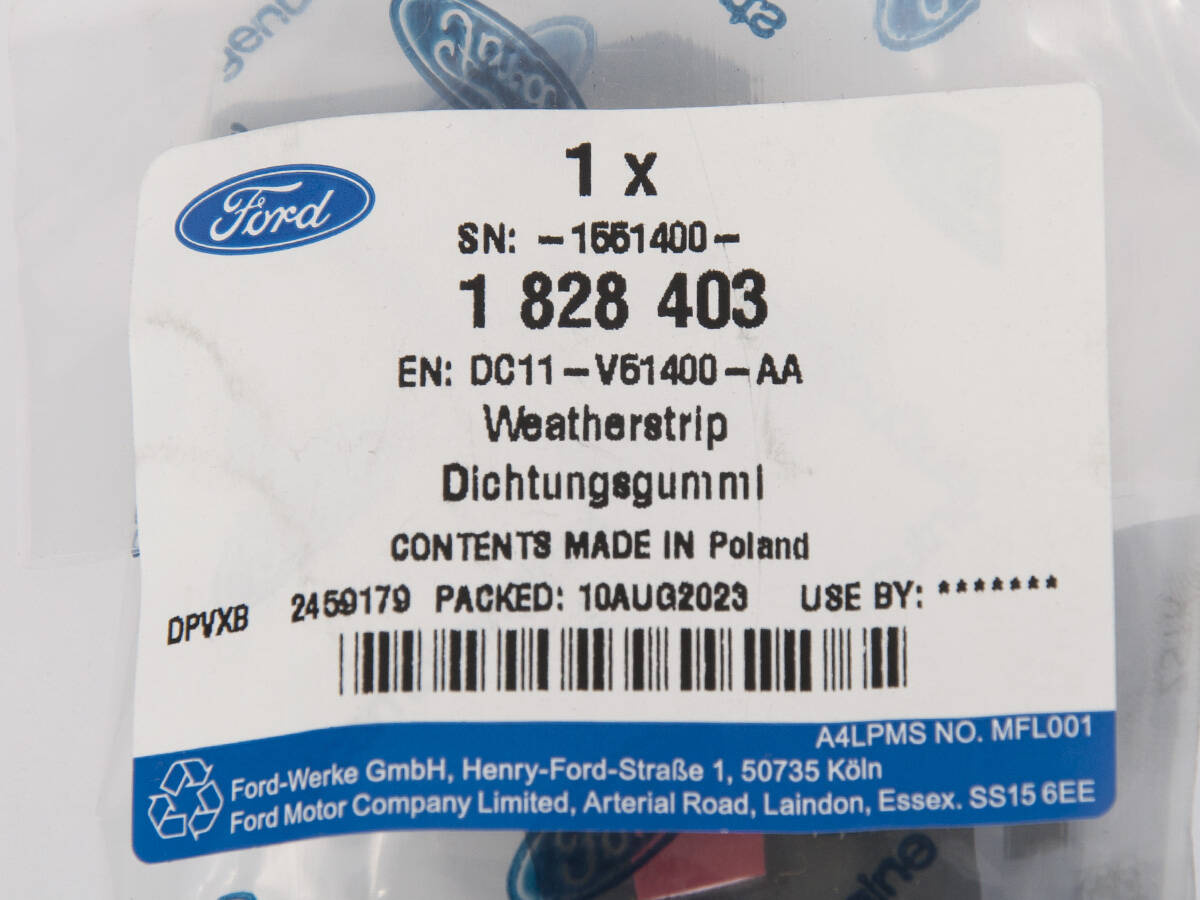 Ford
1 x
SN: -1551400-
1 828 403
EN: DC11-V51400-AA
Weatherstrip
Dichtungsgummi
CONTENTS MADE IN Poland
DPVXB 2459179 PACKED: 10AUG2023 USE BY: *******
A4LPMS NO. MFL001
Ford-Werke GmbH, Henry-Ford-Straße 1, 50735 Köln
Ford Motor Company Limited, Arterial Road, Laindon, Essex. SS15 6EE